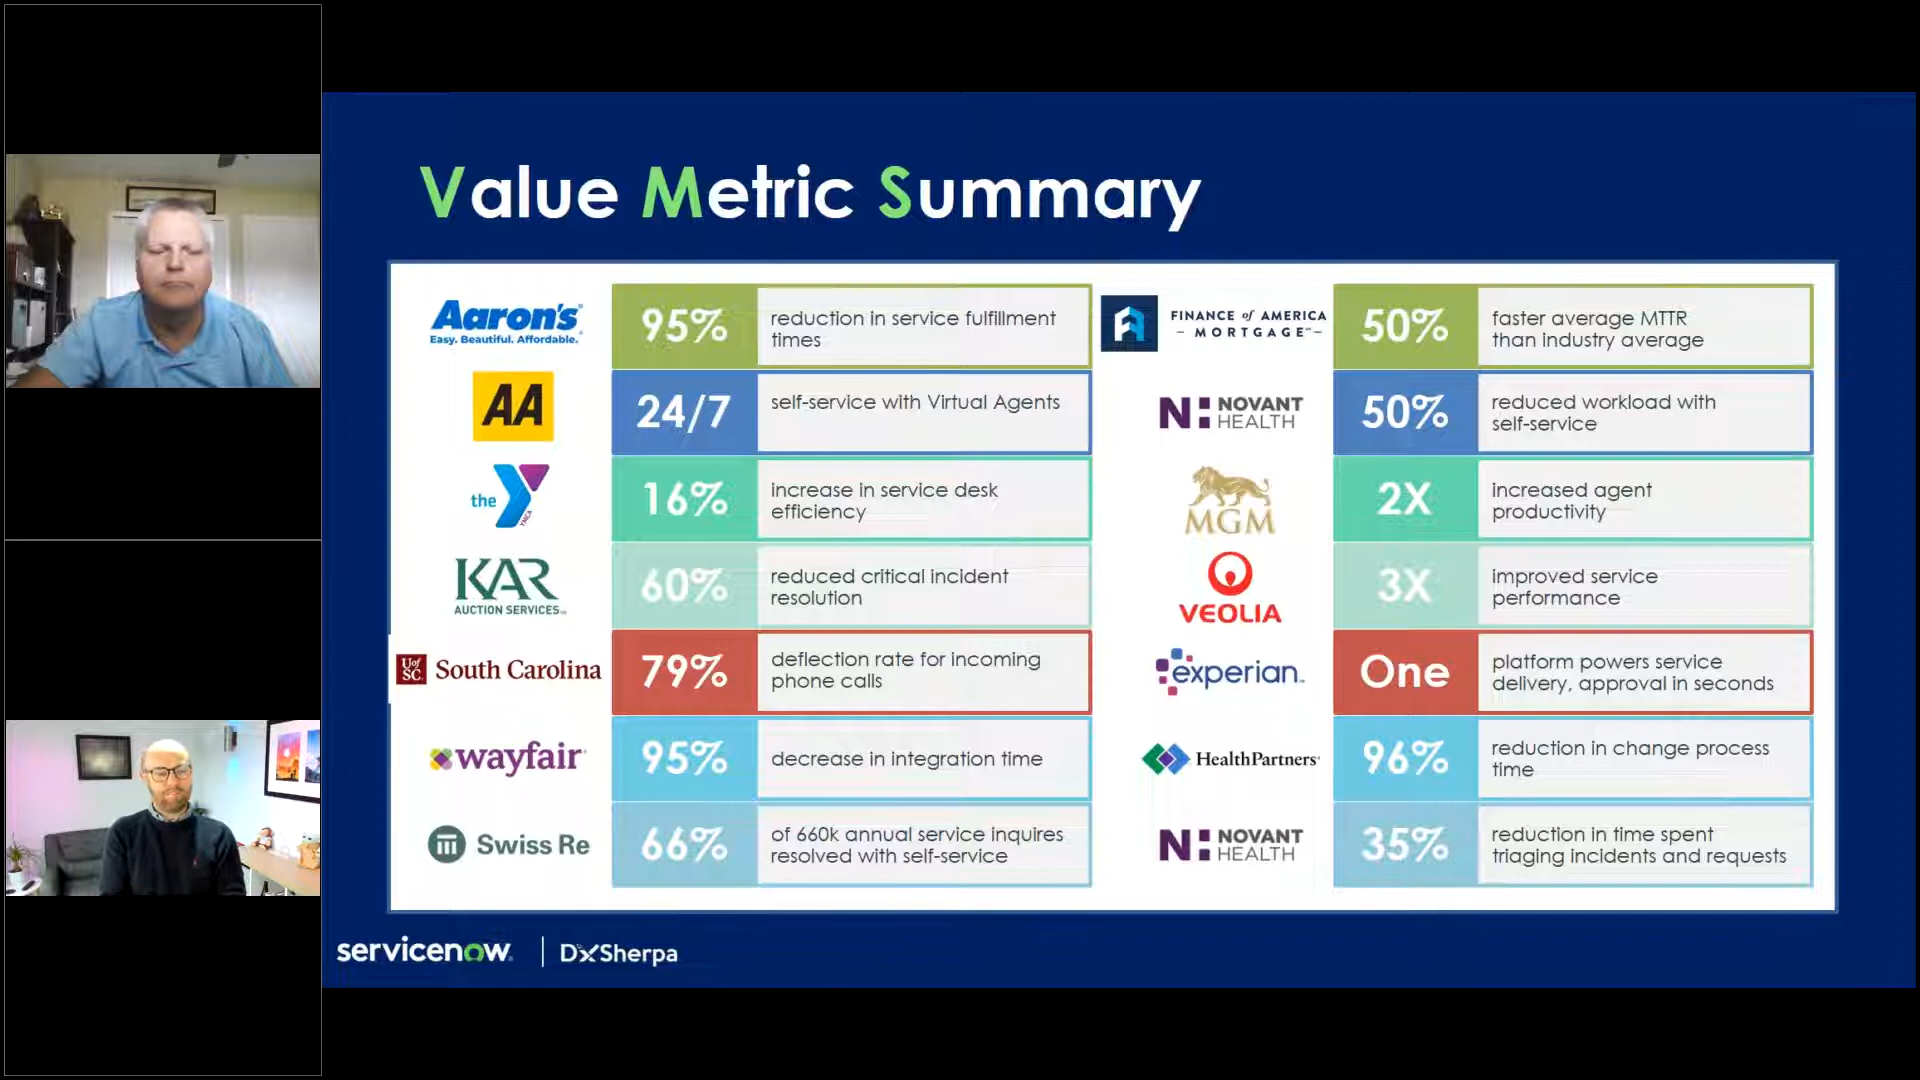 Value Metric Summary
Aaron's
Easy. Beautiful. Affordable.
95%
reduction in service fulfillment
times
FINANCE of AMERICA
- MORTGAGE -
50%
faster average MTTR
than industry average
AA
24/7
self-service with Virtual Agents
NOVANT
HEALTH
50%
reduced workload with
self-service
the Y
YMCA
16%
increase in service desk
efficiency
MGM
2X
increased agent
productivity
KAR
AUCTION SERVICES
60%
reduced critical incident
resolution
VEOLIA
3X
improved service
performance
UofSC
South Carolina
79%
deflection rate for incoming
phone calls
experian
One
platform powers service
delivery, approval in seconds
wayfair
95%
decrease in integration time
HealthPartners
96%
reduction in change process
time
Swiss Re
66%
of 660k annual service inquires
resolved with self-service
NOVANT
HEALTH
35%
reduction in time spent
triaging incidents and requests
servicenow | DxSherpa